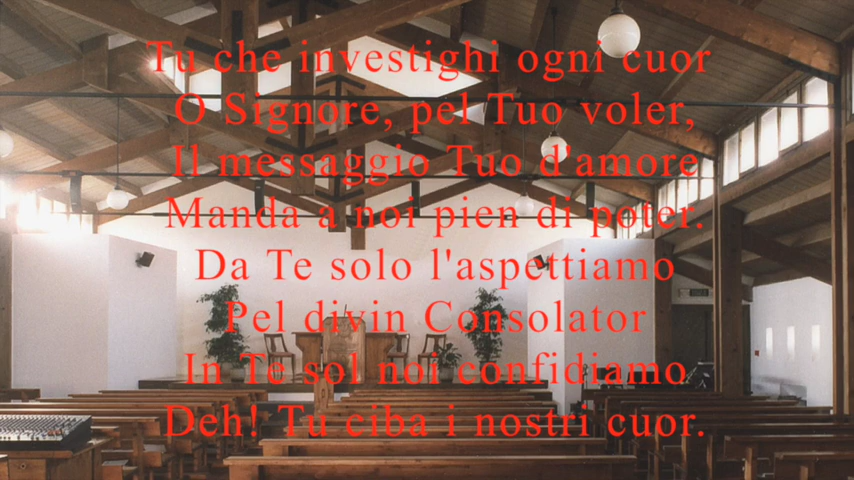 Tu che investighi ogni cuor
O Signore, pel Tuo voler,
Il messaggio Tuo d'amore
Manda a noi pien di poter.
Da Te solo l'aspettiamo
Pel divin Consolator
In Te sol noi confidiamo
Deh! Tu ciba i nostri cuor.